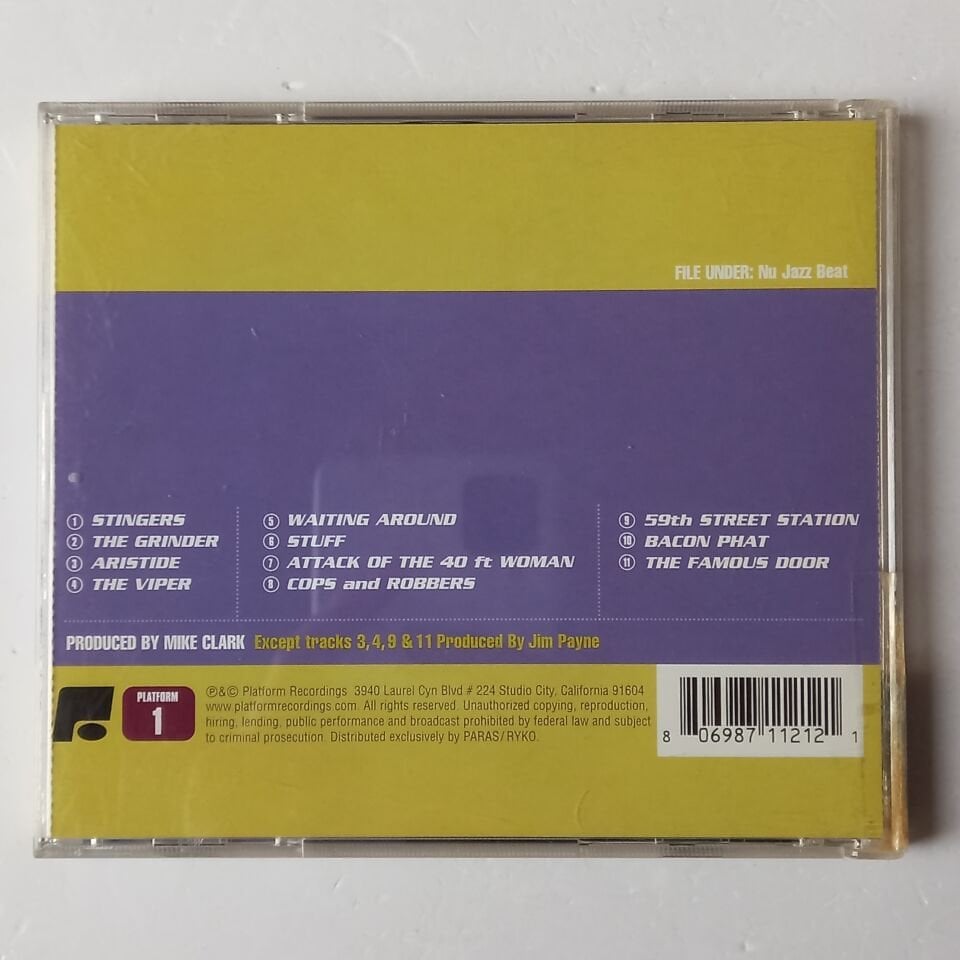 FILE UNDER: Nu Jazz Beat
1 STINGERS
2 THE GRINDER
3 ARISTIDE
4 THE VIPER
5 WAITING AROUND
6 STUFF
7 ATTACK OF THE 40 ft WOMAN
8 COPS and ROBBERS
9 59th STREET STATION
10 BACON PHAT
11 THE FAMOUS DOOR
PRODUCED BY MIKE CLARK Except tracks 3, 4, 9 & 11 Produced By Jim Payne
PLATFORM
1
℗&© Platform Recordings 3940 Laurel Cyn Blvd # 224 Studio City, California 91604
www.platformrecordings.com. All rights reserved. Unauthorized copying, reproduction,
hiring, lending, public performance and broadcast prohibited by federal law and subject
to criminal prosecution. Distributed exclusively by PARAS/RYKO.
8 06987 11212 1